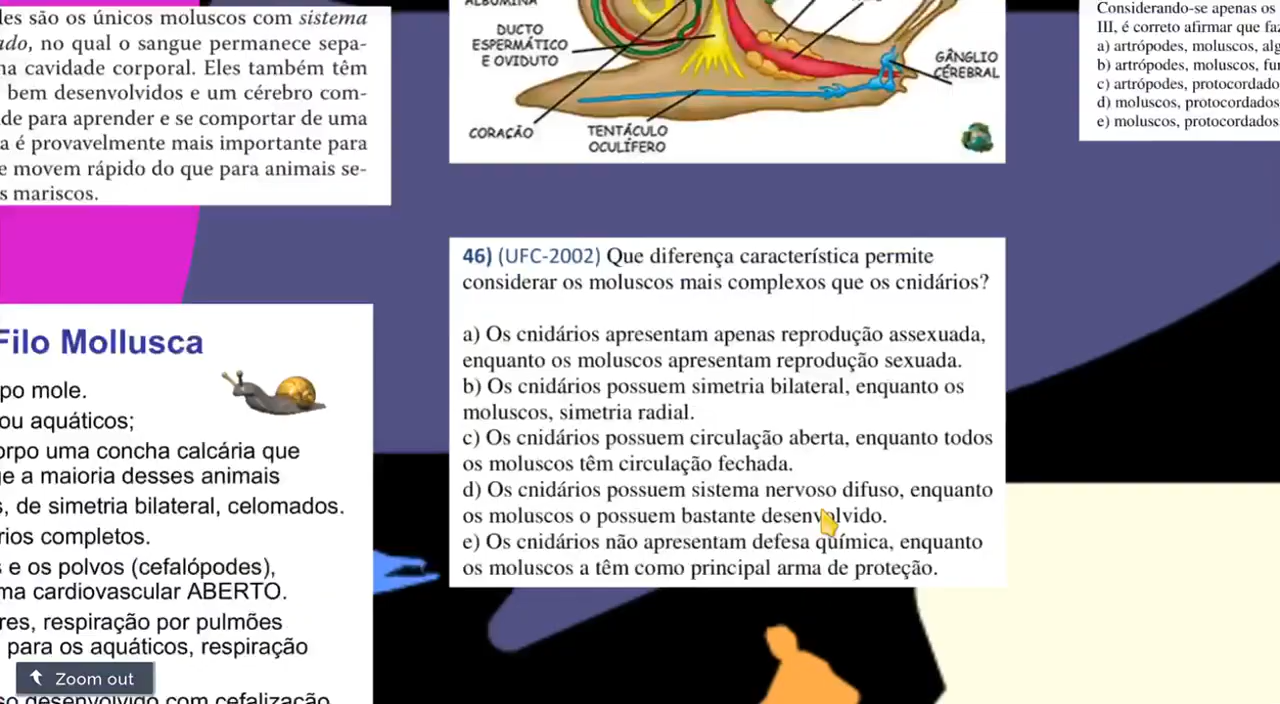 les são os únicos moluscos com sistema
ado, no qual o sangue permanece sepa-
na cavidade corporal. Eles também têm
bem desenvolvidos e um cérebro com-
de para aprender e se comportar de uma
a é provavelmente mais importante para
e movem rápido do que para animais se-
s mariscos.
ALBUMINA
DUCTO
ESPERMÁTICO
E OVIDUTO
GÂNGLIO
CÉREBRAL
CORAÇÃO
TENTÁCULO
OCULÍFERO
Considerando-se apenas os
III, é correto afirmar que faz
a) artrópodes, moluscos, alg
b) artrópodes, moluscos, fun
c) artrópodes, protocordado
d) moluscos, protocordados
e) moluscos, protocordados
46) (UFC-2002) Que diferença característica permite
considerar os moluscos mais complexos que os cnidários?
a) Os cnidários apresentam apenas reprodução assexuada,
enquanto os moluscos apresentam reprodução sexuada.
b) Os cnidários possuem simetria bilateral, enquanto os
moluscos, simetria radial.
c) Os cnidários possuem circulação aberta, enquanto todos
os moluscos têm circulação fechada.
d) Os cnidários possuem sistema nervoso difuso, enquanto
os moluscos o possuem bastante desenvolvido.
e) Os cnidários não apresentam defesa química, enquanto
os moluscos a têm como principal arma de proteção.
Filo Mollusca
po mole.
ou aquáticos;
orpo uma concha calcária que
ge a maioria desses animais
s, de simetria bilateral, celomados.
rios completos.
s e os polvos (cefalópodes),
ma cardiovascular ABERTO.
res, respiração por pulmões
para os aquáticos, respiração
Zoom out
so desenvolvido com cefalização